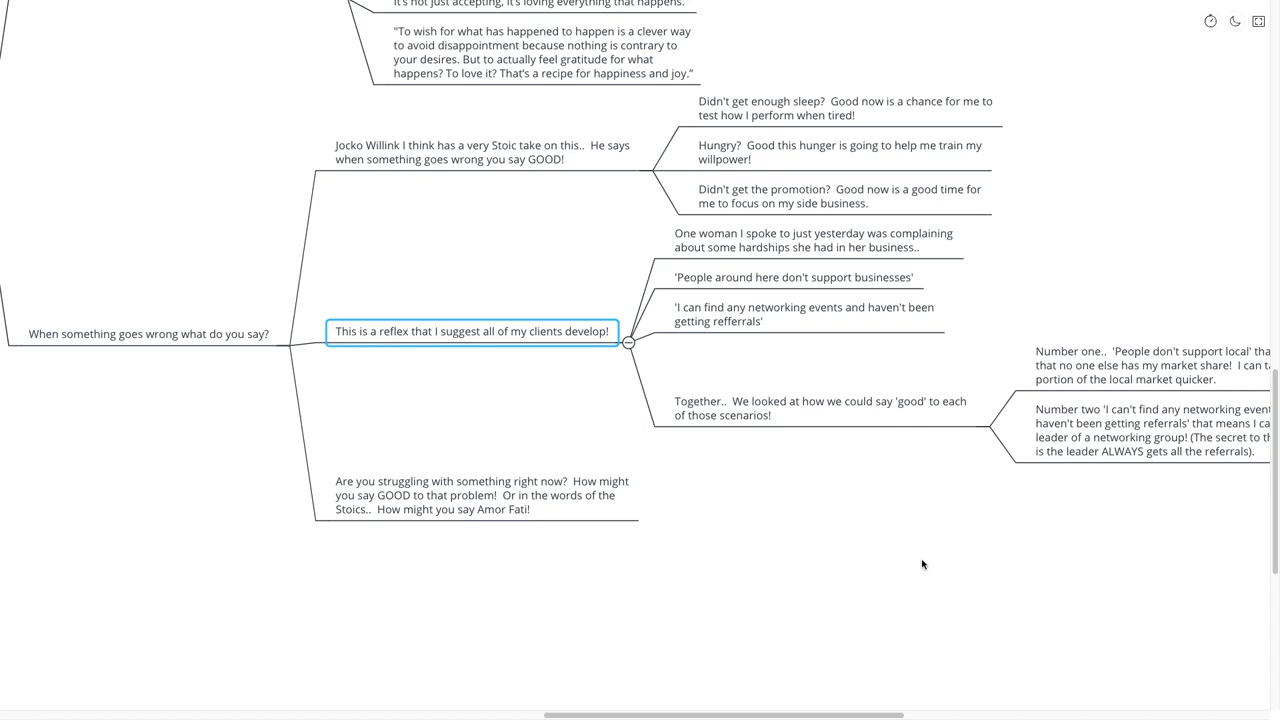 It's not just accepting, it's loving everything that happens."
"To wish for what has happened to happen is a clever way
to avoid disappointment because nothing is contrary to
your desires. But to actually feel gratitude for what
happens? To love it? That’s a recipe for happiness and joy.”
Didn't get enough sleep?  Good now is a chance for me to
test how I perform when tired!
Jocko Willink I think has a very Stoic take on this..  He says
when something goes wrong you say GOOD!
Hungry?  Good this hunger is going to help me train my
willpower!
Didn't get the promotion?  Good now is a good time for
me to focus on my side business.
One woman I spoke to just yesterday was complaining
about some hardships she had in her business..
'People around here don't support businesses'
'I can find any networking events and haven't been
getting refferrals'
When something goes wrong what do you say?
This is a reflex that I suggest all of my clients develop!
Together..  We looked at how we could say 'good' to each
of those scenarios!
Number one..  'People don't support local'
that no one else has my market share!  I can
portion of the local market quicker.
Number two 'I can't find any networking
haven't been getting referrals' that means I
leader of a networking group! (The secret to
is the leader ALWAYS gets all the referrals).
Are you struggling with something right now?  How might
you say GOOD to that problem!  Or in the words of the
Stoics..  How might you say Amor Fati!